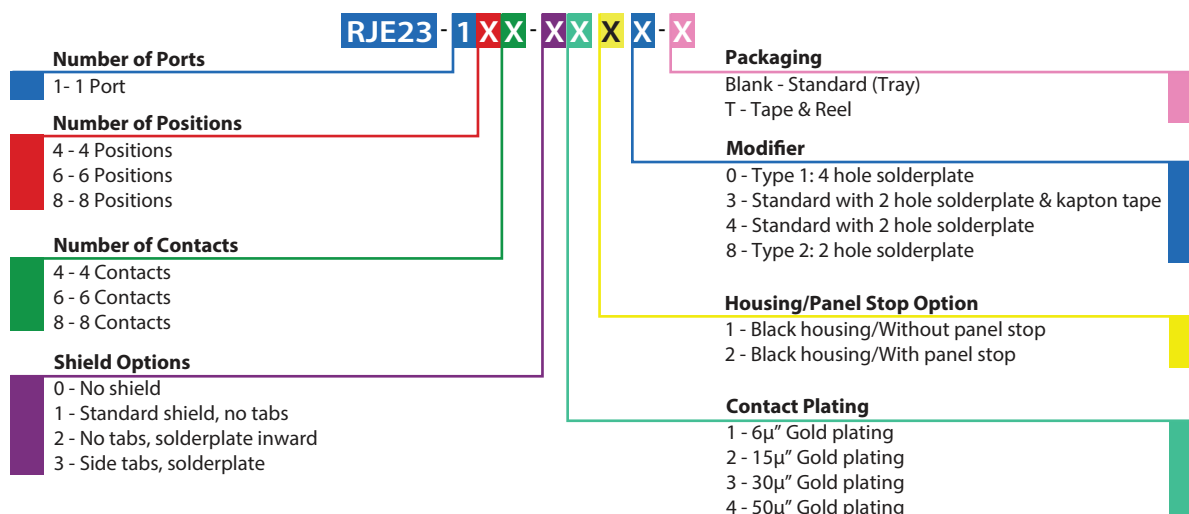 RJE23 - 1 X X - X X X X - X
Number of Ports
1- 1 Port
Number of Positions
4 - 4 Positions
6 - 6 Positions
8 - 8 Positions
Number of Contacts
4 - 4 Contacts
6 - 6 Contacts
8 - 8 Contacts
Shield Options
0 - No shield
1 - Standard shield, no tabs
2 - No tabs, solderplate inward
3 - Side tabs, solderplate
Packaging
Blank - Standard (Tray)
T - Tape & Reel
Modifier
0 - Type 1: 4 hole solderplate
3 - Standard with 2 hole solderplate & kapton tape
4 - Standard with 2 hole solderplate
8 - Type 2: 2 hole solderplate
Housing/Panel Stop Option
1 - Black housing/Without panel stop
2 - Black housing/With panel stop
Contact Plating
1 - 6µ” Gold plating
2 - 15µ” Gold plating
3 - 30µ” Gold plating
4 - 50µ” Gold plating